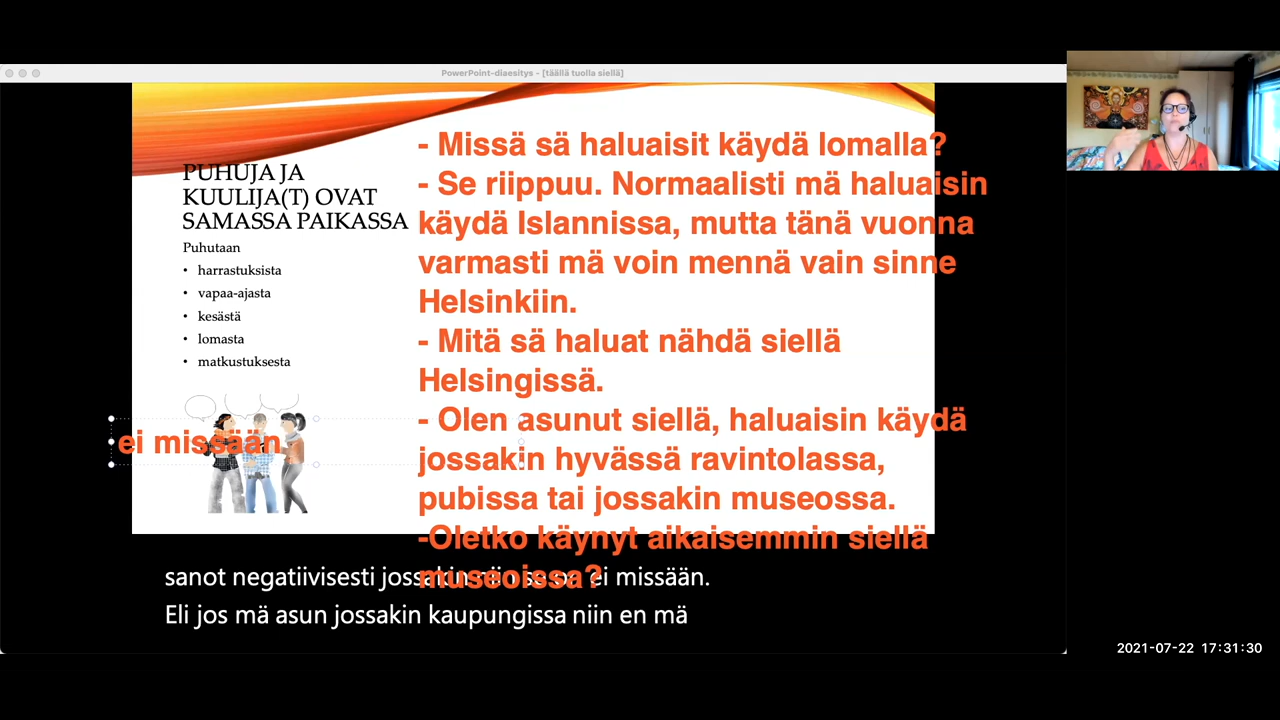 PowerPoint-diaesitys - [täällä tuolla siellä]
PUHUJA JA
KUULIJA(T) OVAT
SAMASSA PAIKASSA
Puhutaan
• harrastuksista
• vapaa-ajasta
• kesästä
• lomasta
• matkustuksesta
ei missään
- Missä sä haluaisit käydä lomalla?
- Se riippuu. Normaalisti mä haluaisin
käydä Islannissa, mutta tänä vuonna
varmasti mä voin mennä vain sinne
Helsinkiin.
- Mitä sä haluat nähdä siellä
Helsingissä.
- Olen asunut siellä, haluaisin käydä
jossakin hyvässä ravintolassa,
pubissa tai jossakin museossa.
-Oletko käynyt aikaisemmin siellä
museoissa?
sanot negatiivisesti jossakin niin se on ei missään.
Eli jos mä asun jossakin kaupungissa niin en mä
2021-07-22 17:31:30